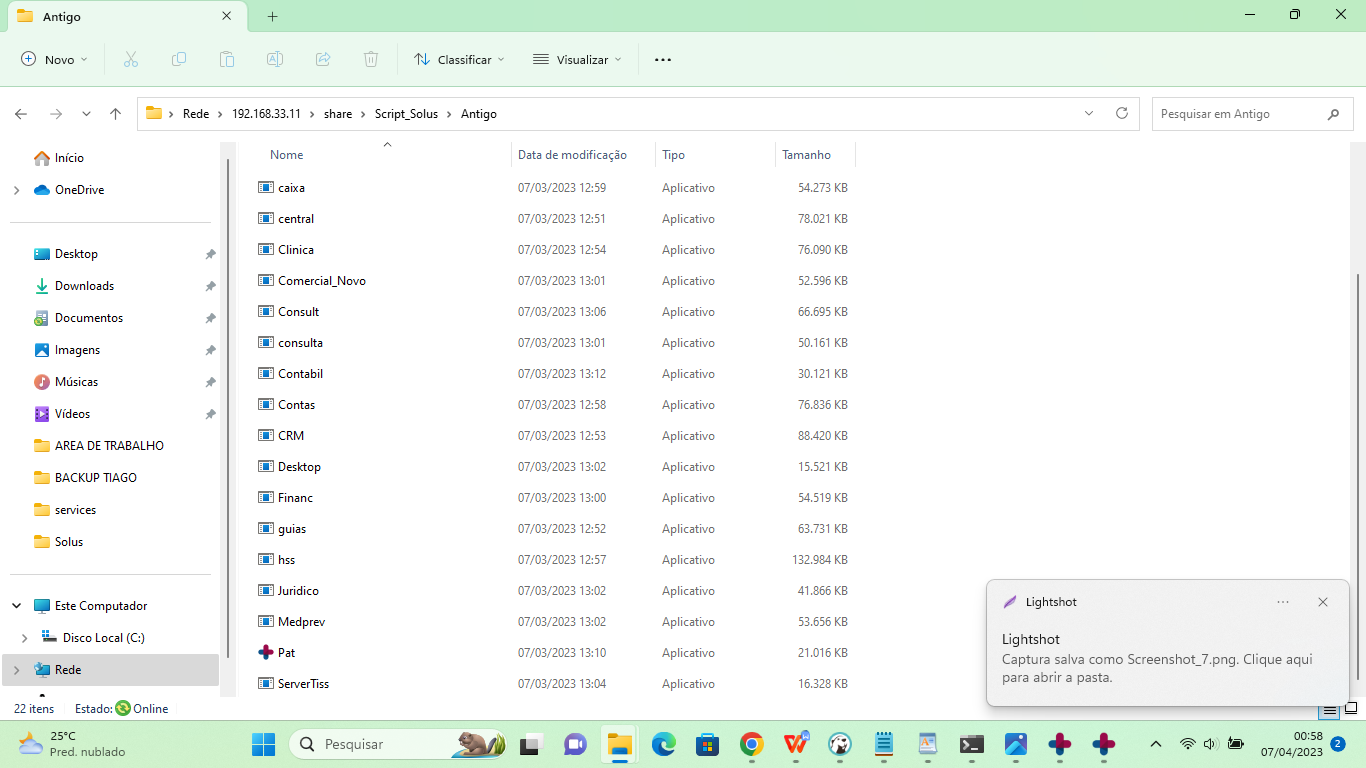 Antigo
Novo
Classificar
Visualizar
Rede
192.168.33.11
share
Script_Solus
Antigo
Pesquisar em Antigo
Início
OneDrive
Desktop
Downloads
Documentos
Imagens
Músicas
Vídeos
AREA DE TRABALHO
BACKUP TIAGO
services
Solus
Este Computador
Disco Local (C:)
Rede
Nome Data de modificação Tipo Tamanho
caixa 07/03/2023 12:59 Aplicativo 54.273 KB
central 07/03/2023 12:51 Aplicativo 78.021 KB
Clinica 07/03/2023 12:54 Aplicativo 76.090 KB
Comercial_Novo 07/03/2023 13:01 Aplicativo 52.596 KB
Consult 07/03/2023 13:06 Aplicativo 66.695 KB
consulta 07/03/2023 13:01 Aplicativo 50.161 KB
Contabil 07/03/2023 13:12 Aplicativo 30.121 KB
Contas 07/03/2023 12:58 Aplicativo 76.836 KB
CRM 07/03/2023 12:53 Aplicativo 88.420 KB
Desktop 07/03/2023 13:02 Aplicativo 15.521 KB
Financ 07/03/2023 13:00 Aplicativo 54.519 KB
guias 07/03/2023 12:52 Aplicativo 63.731 KB
hss 07/03/2023 12:57 Aplicativo 132.984 KB
Juridico 07/03/2023 13:02 Aplicativo 41.866 KB
Medprev 07/03/2023 13:02 Aplicativo 53.656 KB
Pat 07/03/2023 13:10 Aplicativo 21.016 KB
ServerTiss 07/03/2023 13:04 Aplicativo 16.328 KB
Lightshot
Lightshot
Captura salva como Screenshot_7.png. Clique aqui
para abrir a pasta.
22 itens Estado: Online
25°C
Pred. nublado
Pesquisar
00:58
07/04/2023
2